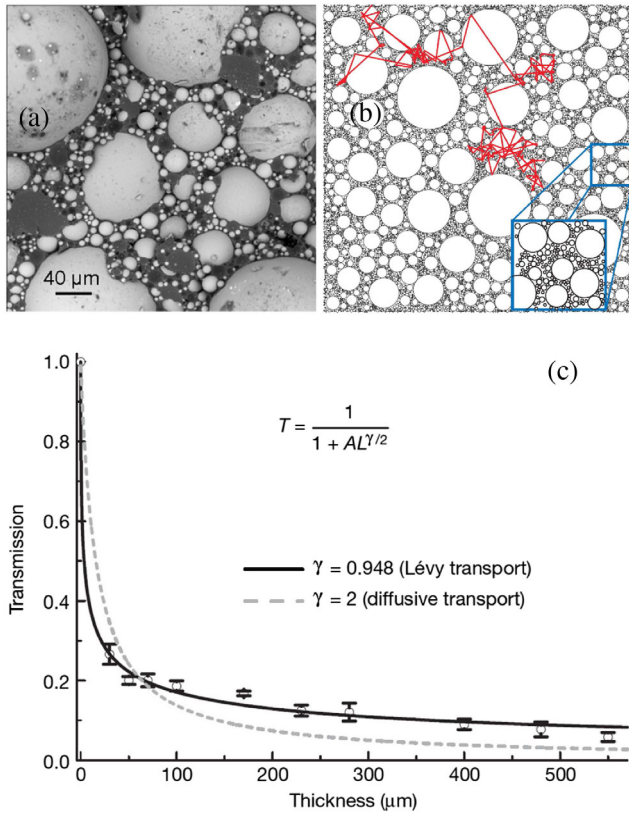 (a)
40 μm
(b)
(c)
1.0
0.8
0.6
0.4
0.2
0.0
Transmission
T = 1 / (1 + AL^γ/2)
γ = 0.948 (Lévy transport)
γ = 2 (diffusive transport)
0 100 200 300 400 500
Thickness (μm)